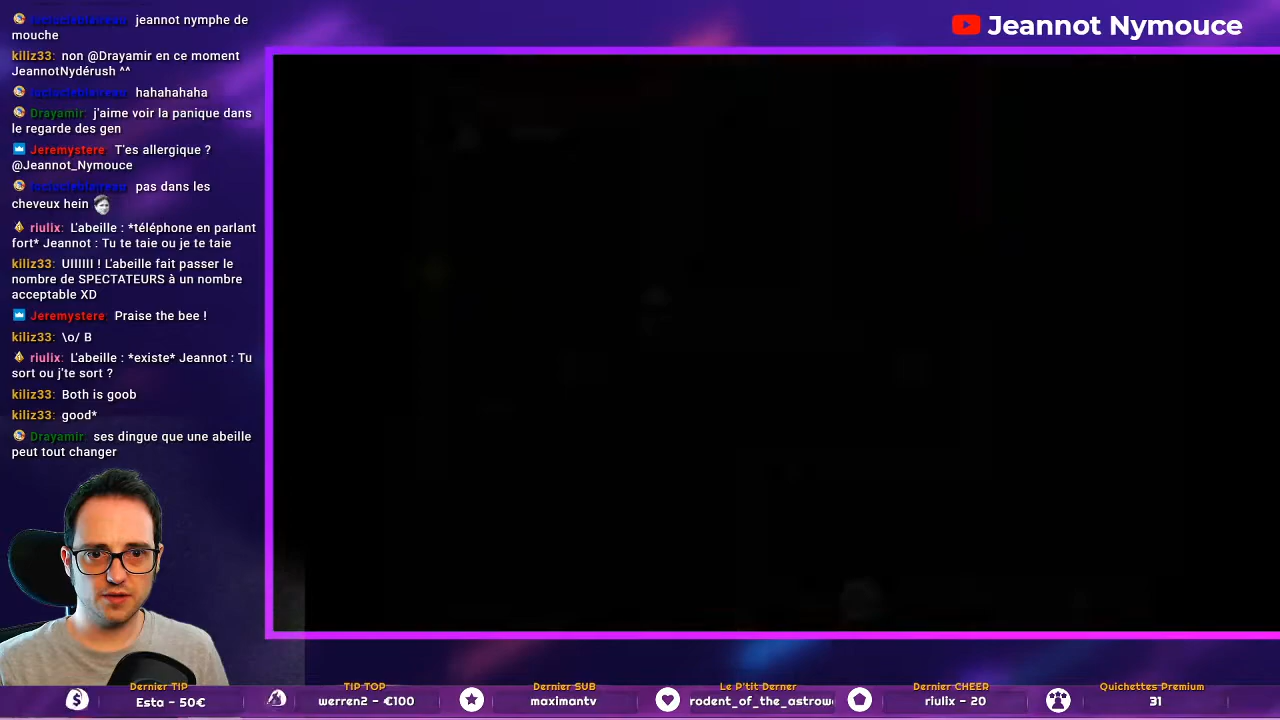 jeannot nymphe de
mouche
kiliz33: non @Drayamir en ce moment
JeannotNydérush ^^
hahahahaha
Drayamir: j'aime voir la panique dans
le regarde des gen
Jeremystere: T'es allergique ?
@Jeannot_Nymouce
pas dans les
cheveux hein
riulix: L'abeille : *téléphone en parlant
fort* Jeannot : Tu te taie ou je te taie
kiliz33: UIIIIII ! L'abeille fait passer le
nombre de SPECTATEURS à un nombre
acceptable XD
Jeremystere: Praise the bee !
kiliz33: \o/ B
riulix: L'abeille : *existe* Jeannot : Tu
sort ou j'te sort ?
kiliz33: Both is goob
kiliz33: good*
Drayamir: ses dingue que une abeille
peut tout changer
Jeannot Nymouce
Dernier TIP
Esta - 50€
TIP TOP
werren2 - €100
Dernier SUB
maximantv
Le P'tit Derner
rodent_of_the_astrow
Dernier CHEER
riulix - 20
Quichettes Premium
31